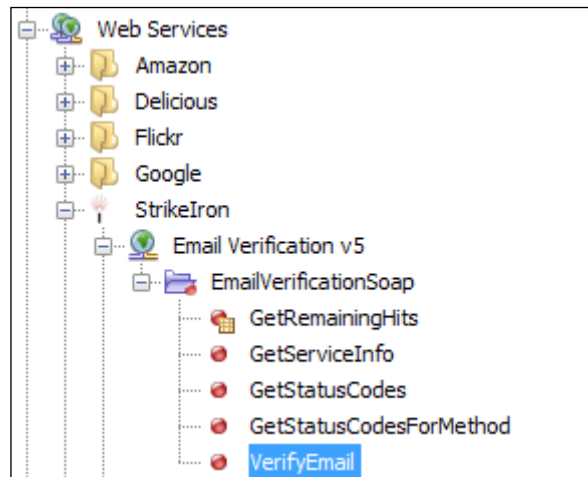 Web Services
Amazon
Delicious
Flickr
Google
StrikeIron
Email Verification v5
EmailVerificationSoap
GetRemainingHits
GetServiceInfo
GetStatusCodes
GetStatusCodesForMethod
VerifyEmail